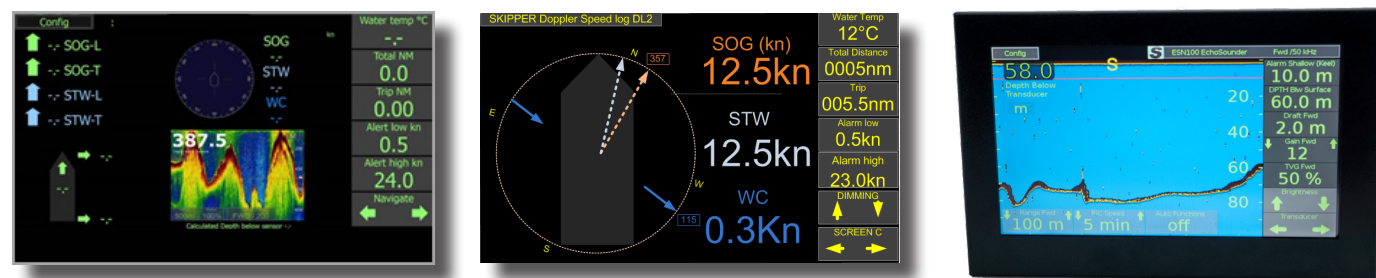 Config
:
Water temp °C
-.-
-.- SOG-L
-.- SOG-T
-.- STW-L
-.- STW-T
SOG
kn
-.-
STW
-.-
WC
-.-
Total NM
0.0
Trip NM
0.00
Alert low kn
0.5
Alert high kn
24.0
Navigate
-.-
-.-
-.-
387.5
Calculated Depth below sensor -.-
SKIPPER Doppler Speed log DL2
N
357
E
W
115
S
SOG (kn)
12.5kn
STW
12.5kn
WC
0.3Kn
Water Temp
12°C
Total Distance
0005nm
Trip
005.5nm
Alarm low
0.5kn
Alarm high
23.0kn
DIMMING
SCREEN C
Config
S
ESN100 EchoSounder
Fwd /50 kHz
58.0
Depth Below
Transducer
m
S
20
40
60
80
Alarm Shallow (Keel)
10.0 m
DPTH Blw Surface
60.0 m
Draft Fwd
2.0 m
Gain Fwd
12
TVG Fwd
50 %
Brightness
Transducer
Range Fwd
100 m
PIC Speed
5 min
Auto Functions
off